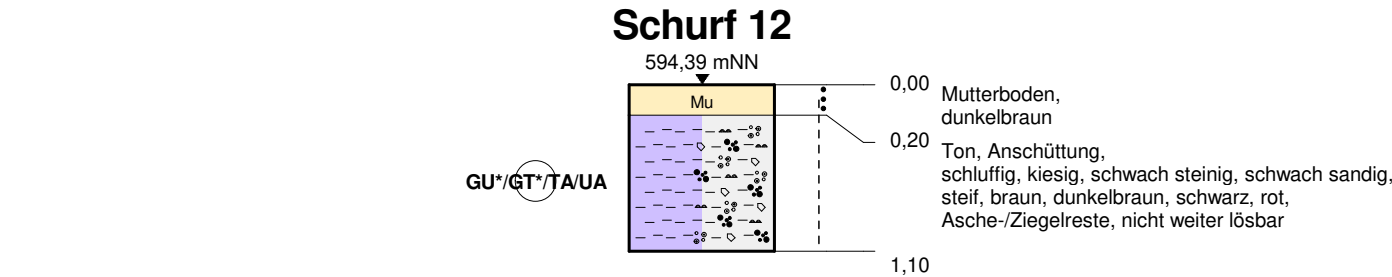 Schurf 12
594,39 mNN
0,00
Mu
Mutterboden,
dunkelbraun
0,20
Ton, Anschüttung,
schluffig, kiesig, schwach steinig, schwach sandig,
steif, braun, dunkelbraun, schwarz, rot,
Asche-/Ziegelreste, nicht weiter lösbar
GU*/GT*/TA/UA
1,10